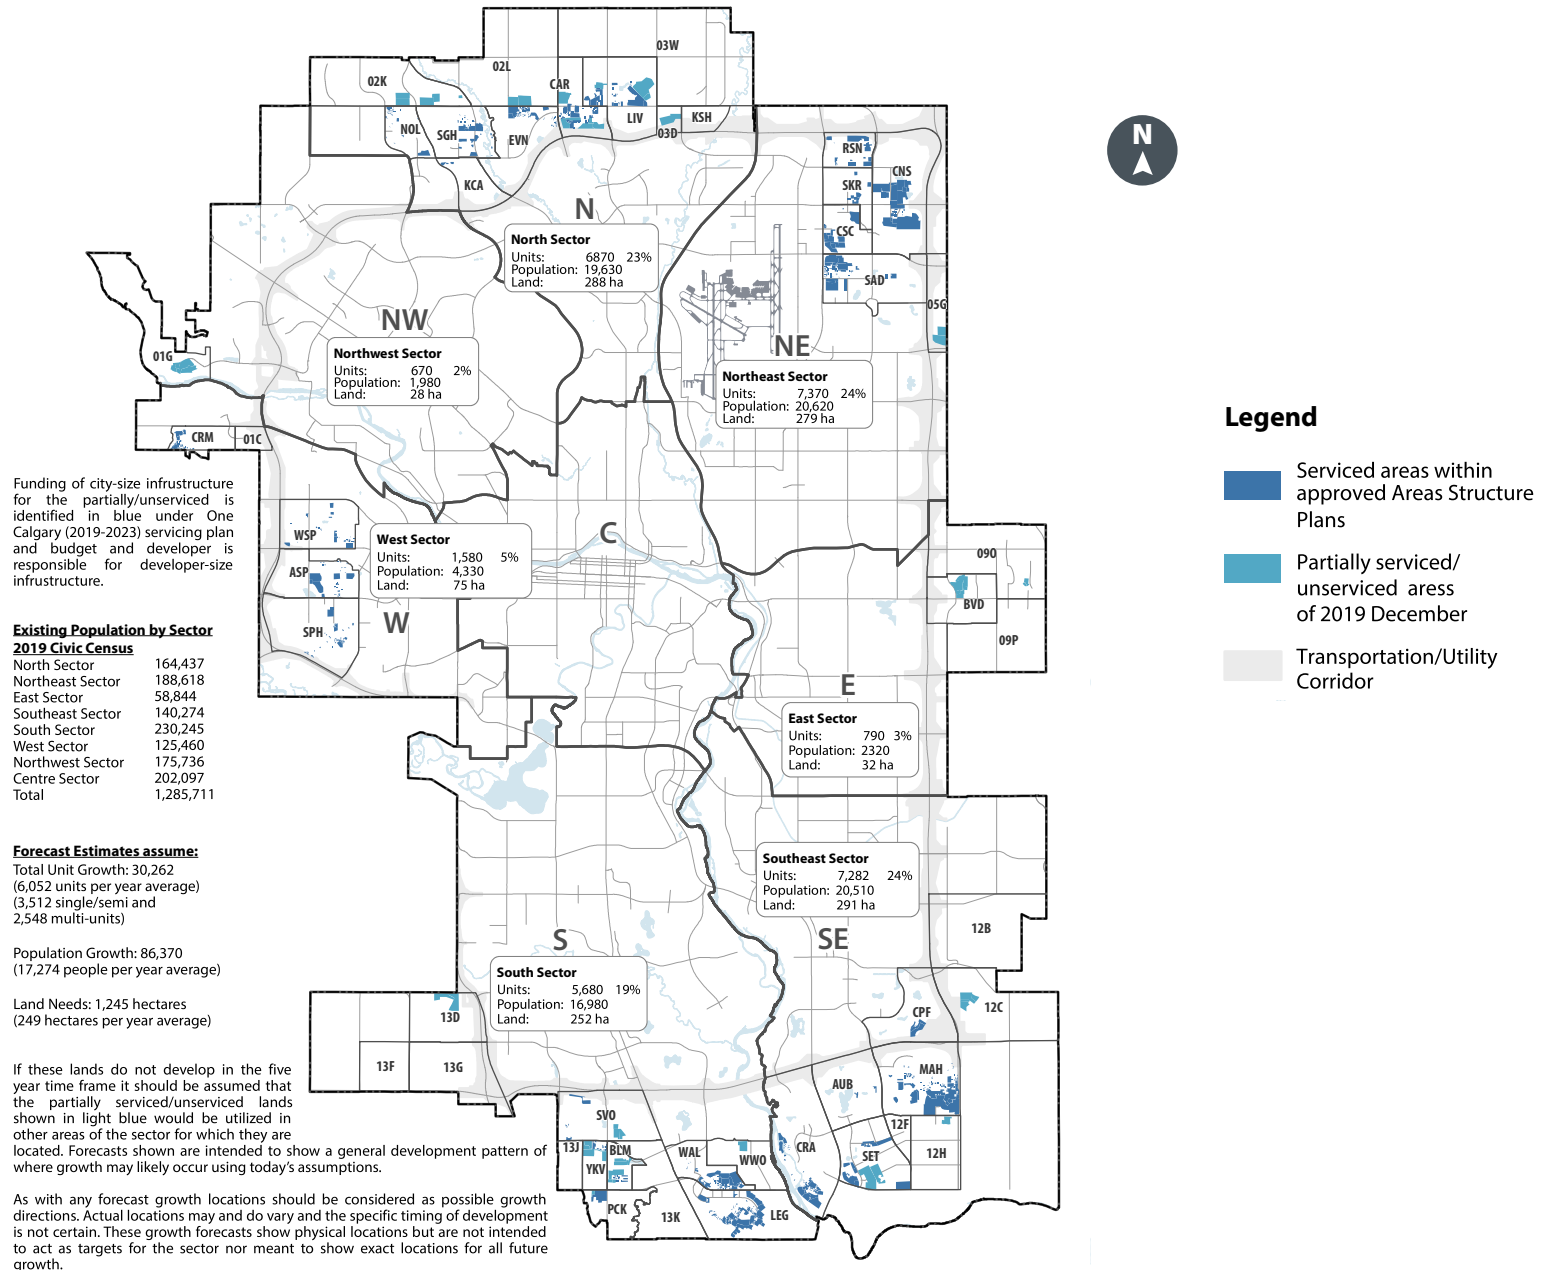 03W
02L
02K
CAR
NOL
SGH
EVN
LIV
03D
KSH
KCA
RSN
SKR
CNS
CSC
SAD
05G
N
N
North Sector
Units: 6870 23%
Population: 19,630
Land: 288 ha
NW
Northwest Sector
Units: 670 2%
Population: 1,980
Land: 28 ha
NE
Northeast Sector
Units: 7,370 24%
Population: 20,620
Land: 279 ha
01G
CRM
01C
Legend
Serviced areas within
approved Areas Structure
Plans
Partially serviced/
unserviced aress
of 2019 December
Transportation/Utility
Corridor
Funding of city-size infrustructure
for the partially/unserviced is
identified in blue under One
Calgary (2019-2023) servicing plan
and budget and developer is
responsible for developer-size
infrustructure.
WSP
ASP
SPH
West Sector
Units: 1,580 5%
Population: 4,330
Land: 75 ha
W
C
09O
BVD
09P
Existing Population by Sector
2019 Civic Census
North Sector 164,437
Northeast Sector 188,618
East Sector 58,844
Southeast Sector 140,274
South Sector 230,245
West Sector 125,460
Northwest Sector 175,736
Centre Sector 202,097
Total 1,285,711
E
East Sector
Units: 790 3%
Population: 2320
Land: 32 ha
Forecast Estimates assume:
Total Unit Growth: 30,262
(6,052 units per year average)
(3,512 single/semi and
2,548 multi-units)
Population Growth: 86,370
(17,274 people per year average)
Land Needs: 1,245 hectares
(249 hectares per year average)
Southeast Sector
Units: 7,282 24%
Population: 20,510
Land: 291 ha
SE
S
South Sector
Units: 5,680 19%
Population: 16,980
Land: 252 ha
12B
12C
CPF
13D
13F
13G
MAH
AUB
12F
12H
SET
CRA
SVO
13J
BLM
YKV
WAL
WWO
PCK
13K
LEG
If these lands do not develop in the five
year time frame it should be assumed that
the partially serviced/unserviced lands
shown in light blue would be utilized in
other areas of the sector for which they are
located. Forecasts shown are intended to show a general development pattern of
where growth may likely occur using today's assumptions.
As with any forecast growth locations should be considered as possible growth
directions. Actual locations may and do vary and the specific timing of development
is not certain. These growth forecasts show physical locations but are not intended
to act as targets for the sector nor meant to show exact locations for all future
growth.